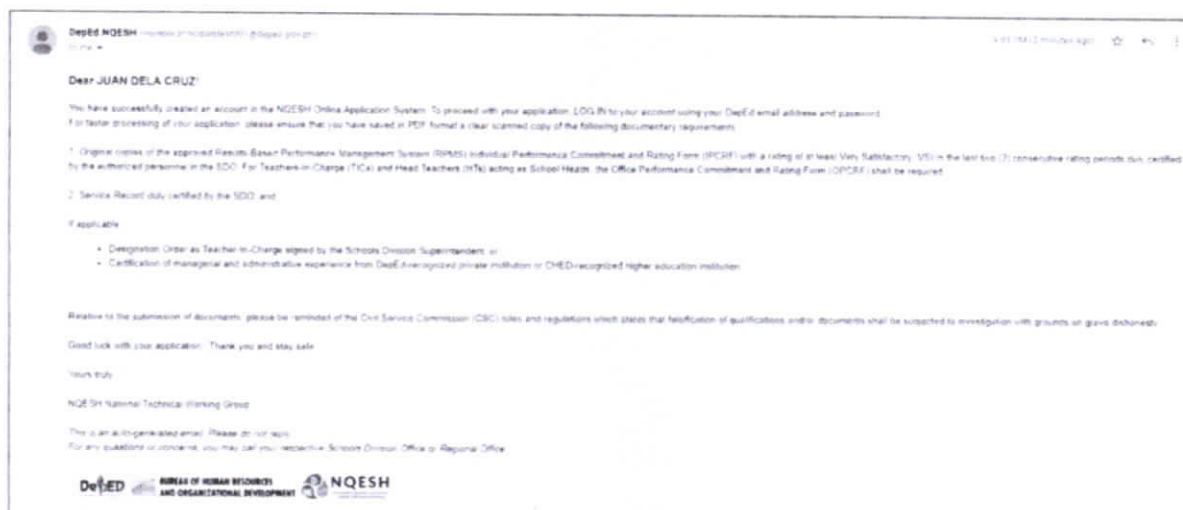 DepEd NQESH
to me
Dear JUAN DELA CRUZ!
You have successfully created an account in the NQESH Online Application System. To proceed with your application, LOG IN to your account using your DepEd email address and password.
For faster processing of your application, please ensure that you have saved in PDF format a clear scanned copy of the following documentary requirements
1. Original copies of the approved Results-Based Performance Management System (RPMS) Individual Performance Commitment and Rating Form (IPCRF) with a rating of at least Very Satisfactory (VS) in the last two (2) consecutive rating periods duly certified
by the authorized personnel in the SDO. For Teachers-in-Charge (TICs) and Head Teachers (HTs) acting as School Heads, the Office Performance Commitment and Rating Form (OPCRF) shall be required
2. Service Record duly certified by the SDO; and
If applicable
• Designation Order as Teacher-In-Charge signed by the Schools Division Superintendent; or
• Certification of managerial and administrative experience from DepEd-recognized private institution or CHED-recognized higher education institution
Relative to the submission of documents, please be reminded of the Civil Service Commission (CSC) rules and regulations which states that falsification of qualifications and/or documents shall be subjected to investigation with grounds on grave dishonesty
Good luck with your application. Thank you and stay safe
Yours truly
NQESH National Technical Working Group
This is an auto-generated email. Please do not reply.
For any questions or concerns, you may call your respective Schools Division Office or Regional Office
DepED BUREAU OF HUMAN RESOURCES
AND ORGANIZATIONAL DEVELOPMENT NQESH